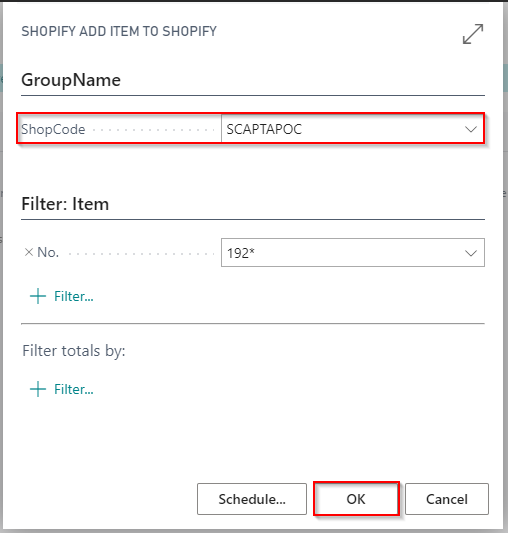 SHOPIFY ADD ITEM TO SHOPIFY
GroupName
ShopCode SCAPTAPOC
Filter: Item
× No. 192*
+ Filter...
Filter totals by:
+ Filter...
Schedule... OK Cancel